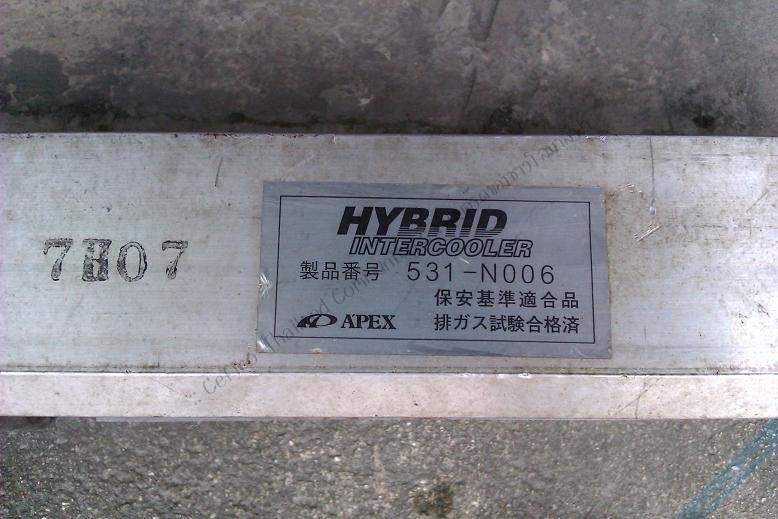 7H07
HYBRID
INTERCOOLER
製品番号 531-N006
保安基準適合品
A'PEX 排ガス試験合格済